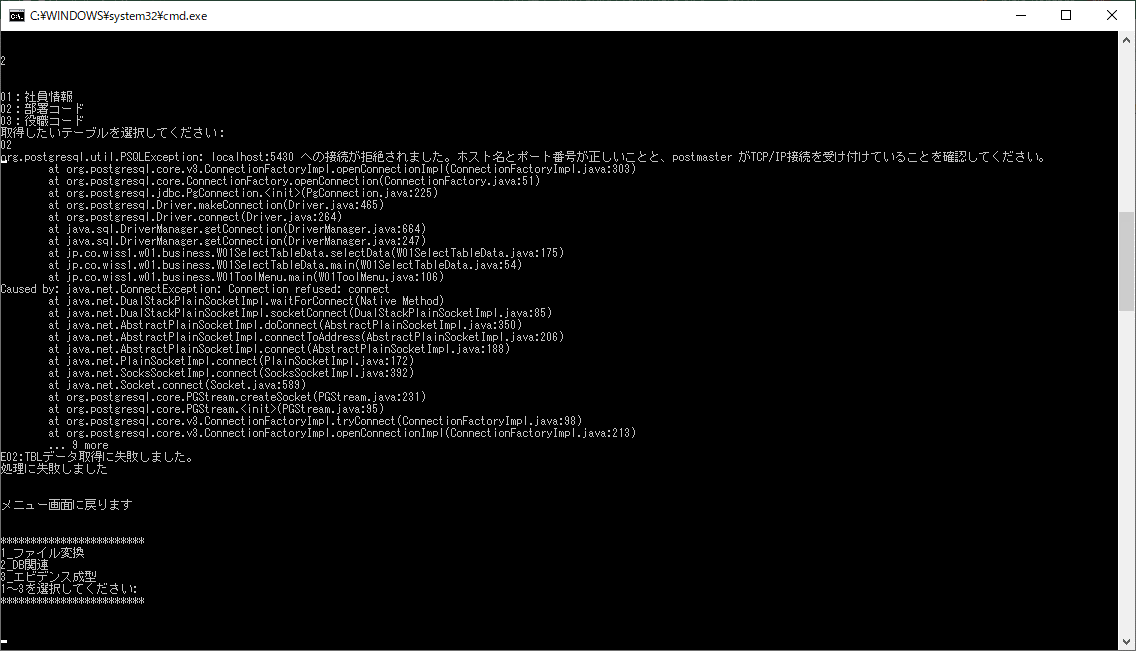 C:¥WINDOWS¥system32¥cmd.exe
2
01：社員情報
02：部署コード
03：役職コード
取得したいテーブルを選択してください：
02
org.postgresql.util.PSQLException: localhost:5430 への接続が拒絶されました。ホスト名とポート番号が正しいことと、postmaster がTCP/IP接続を受け付けていることを確認してください。
at org.postgresql.core.v3.ConnectionFactoryImpl.openConnectionImpl(ConnectionFactoryImpl.java:303)
at org.postgresql.core.ConnectionFactory.openConnection(ConnectionFactory.java:51)
at org.postgresql.jdbc.PgConnection.<init>(PgConnection.java:225)
at org.postgresql.Driver.makeConnection(Driver.java:465)
at org.postgresql.Driver.connect(Driver.java:264)
at java.sql.DriverManager.getConnection(DriverManager.java:664)
at java.sql.DriverManager.getConnection(DriverManager.java:247)
at jp.co.wiss1.w01.business.W01SelectTableData.selectData(W01SelectTableData.java:175)
at jp.co.wiss1.w01.business.W01SelectTableData.main(W01SelectTableData.java:54)
at jp.co.wiss1.w01.business.W01ToolMenu.main(W01ToolMenu.java:106)
Caused by: java.net.ConnectException: Connection refused: connect
at java.net.DualStackPlainSocketImpl.waitForConnect(Native Method)
at java.net.DualStackPlainSocketImpl.socketConnect(DualStackPlainSocketImpl.java:85)
at java.net.AbstractPlainSocketImpl.doConnect(AbstractPlainSocketImpl.java:350)
at java.net.AbstractPlainSocketImpl.connectToAddress(AbstractPlainSocketImpl.java:206)
at java.net.AbstractPlainSocketImpl.connect(AbstractPlainSocketImpl.java:188)
at java.net.PlainSocketImpl.connect(PlainSocketImpl.java:172)
at java.net.SocksSocketImpl.connect(SocksSocketImpl.java:392)
at java.net.Socket.connect(Socket.java:589)
at org.postgresql.core.PGStream.createSocket(PGStream.java:231)
at org.postgresql.core.PGStream.<init>(PGStream.java:95)
at org.postgresql.core.v3.ConnectionFactoryImpl.tryConnect(ConnectionFactoryImpl.java:98)
at org.postgresql.core.v3.ConnectionFactoryImpl.openConnectionImpl(ConnectionFactoryImpl.java:213)
... 9 more
E02:TBLデータ取得に失敗しました。
処理に失敗しました
メニュー画面に戻ります
************************
1_ファイル変換
2_DB関連
3_エビデンス成型
1～3を選択してください:
************************